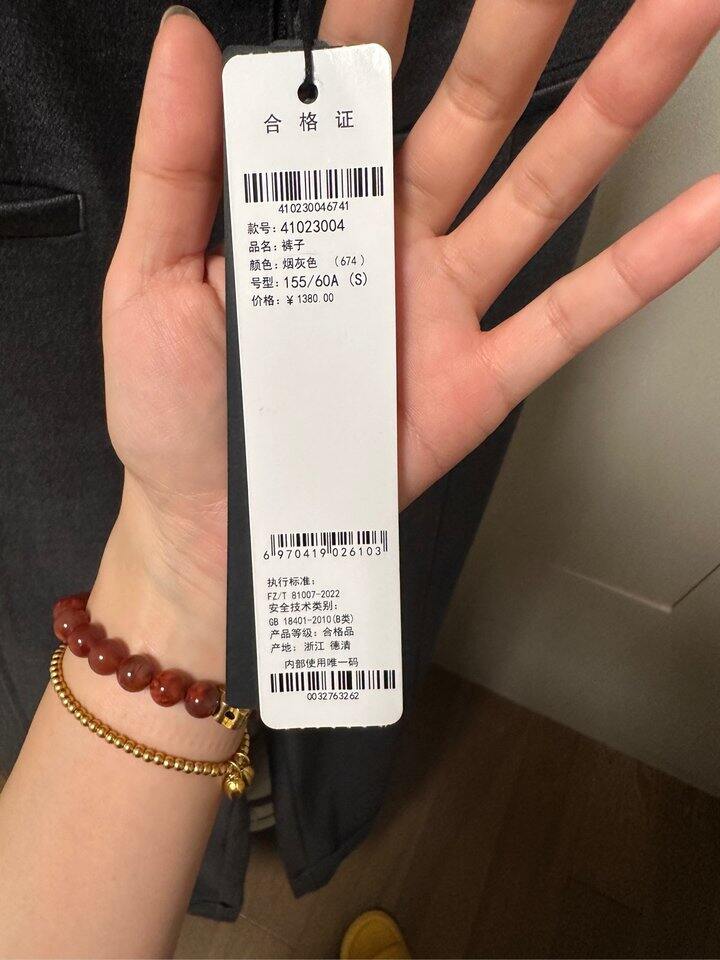 合格证
410230046741
款号: 41023004
品名: 裤子
颜色: 烟灰色 （674）
号型: 155/60A (S)
价格: ¥1380.00
6970419026103
执行标准:
FZ/T 81007-2022
安全技术类别:
GB 18401-2010(B类)
产品等级: 合格品
产地: 浙江 德清
内部使用唯一码
0032763262